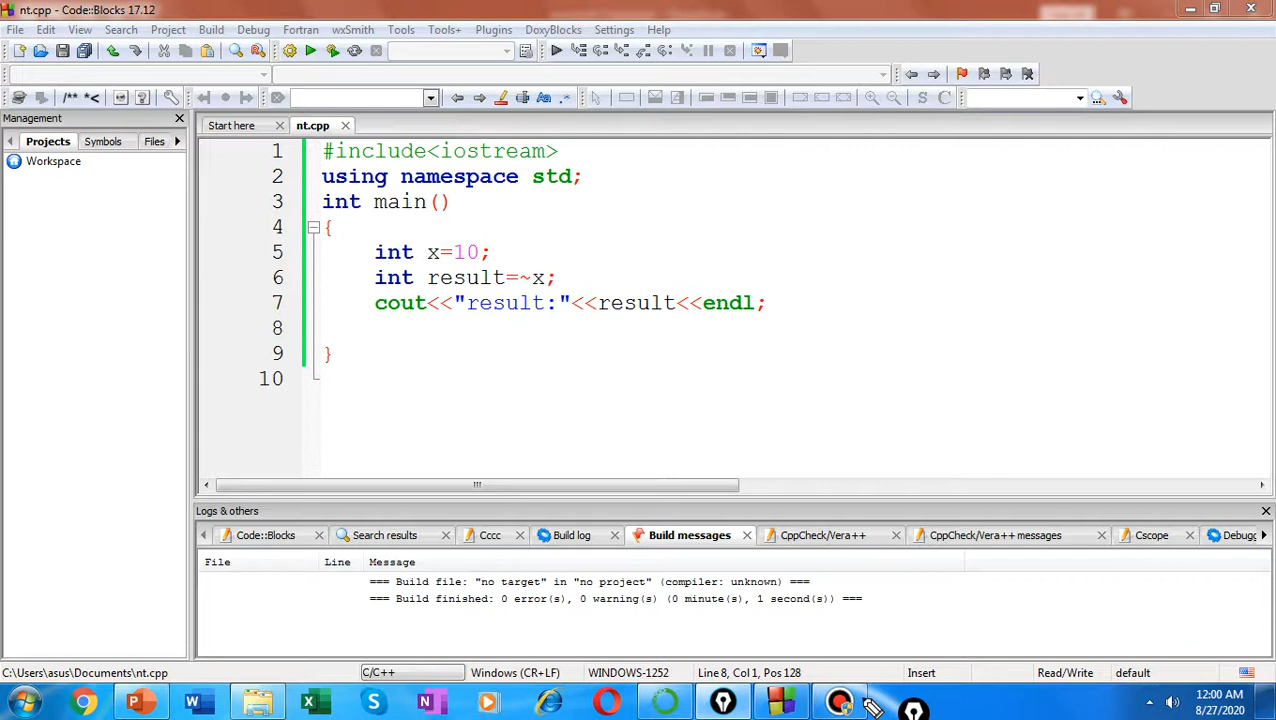 nt.cpp - Code::Blocks 17.12
File Edit View Search Project Build Debug Fortran wxSmith Tools Tools+ Plugins DoxyBlocks Settings Help
/** *<
S C
Management
Start here nt.cpp
Projects Symbols Files
Workspace
1 #include<iostream>
2 using namespace std;
3 int main()
4 {
5 int x=10;
6 int result=~x;
7 cout<<"result:"<<result<<endl;
8
9 }
10
Logs & others
Code::Blocks Search results Cccc Build log Build messages CppCheck/Vera++ CppCheck/Vera++ messages Cscope Debugg
File Line Message
=== Build file: "no target" in "no project" (compiler: unknown) ===
=== Build finished: 0 error(s), 0 warning(s) (0 minute(s), 1 second(s)) ===
C:\Users\asus\Documents\nt.cpp C/C++ Windows (CR+LF) WINDOWS-1252 Line 8, Col 1, Pos 128 Insert Read/Write default
12:00 AM
8/27/2020